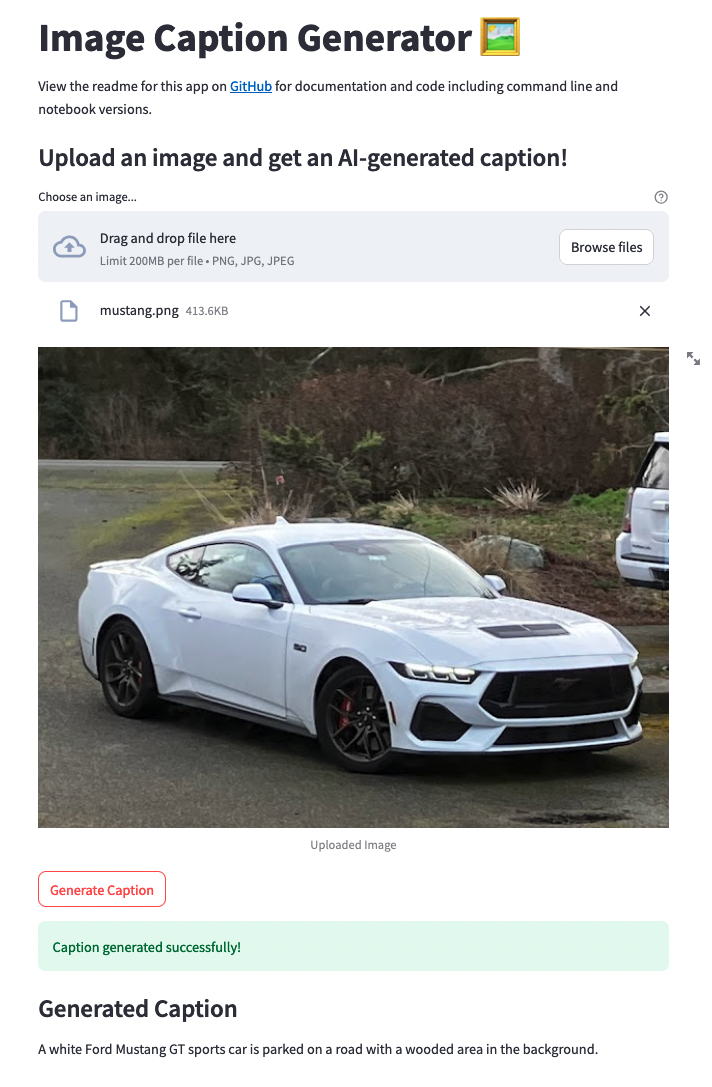 Image Caption Generator
View the readme for this app on GitHub for documentation and code including command line and
notebook versions.
Upload an image and get an AI-generated caption!
Choose an image...
Drag and drop file here
Limit 200MB per file • PNG, JPG, JPEG
Browse files
mustang.png 413.6KB
Uploaded Image
Generate Caption
Caption generated successfully!
Generated Caption
A white Ford Mustang GT sports car is parked on a road with a wooded area in the background.